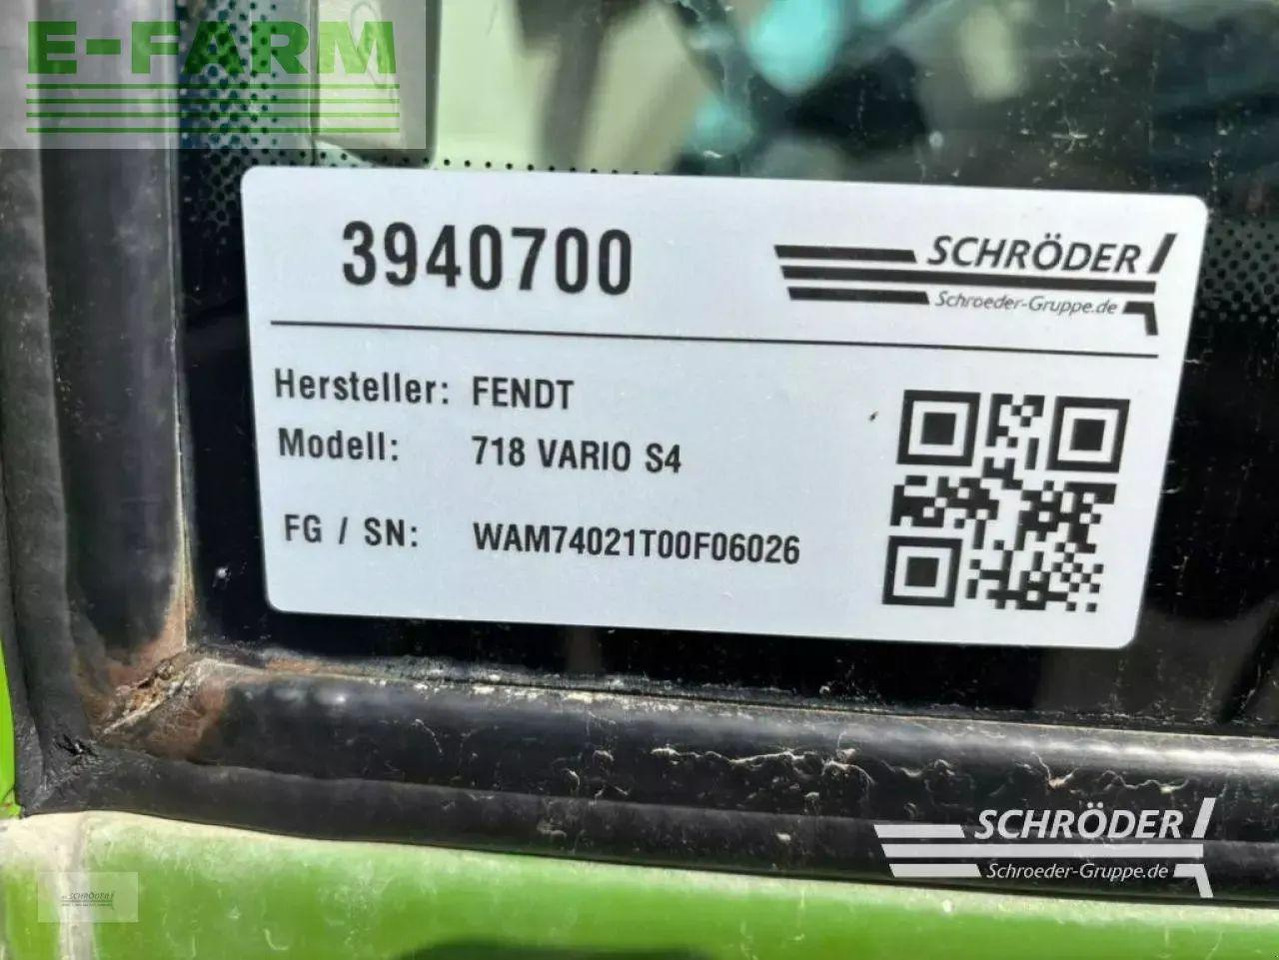 E-FARM
3940700
SCHRÖDER
Schroeder-Gruppe.de
Hersteller: FENDT
Modell: 718 VARIO S4
FG / SN: WAM74021T00F06026
SCHRÖDER
Schroeder-Gruppe.de
SCHRÖDER